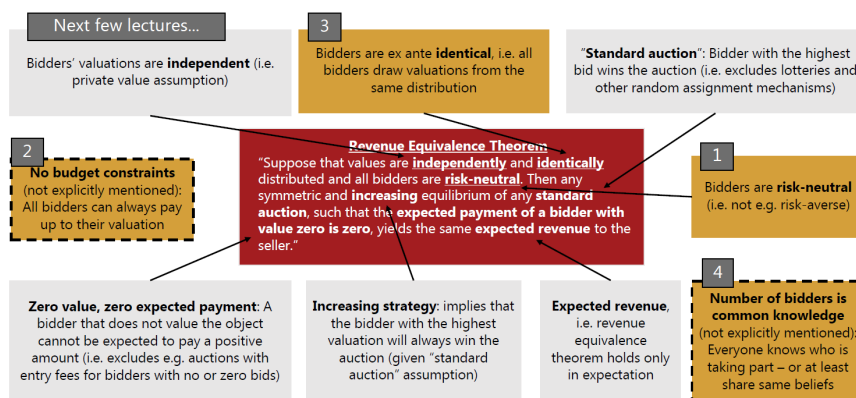 Next few lectures...
Bidders' valuations are independent (i.e.
private value assumption)
3
Bidders are ex ante identical, i.e. all
bidders draw valuations from the
same distribution
"Standard auction": Bidder with the highest
bid wins the auction (i.e. excludes lotteries and
other random assignment mechanisms)
2
No budget constraints
(not explicitly mentioned):
All bidders can always pay
up to their valuation
Revenue Equivalence Theorem
"Suppose that values are independently and identically
distributed and all bidders are risk-neutral. Then any
symmetric and increasing equilibrium of any standard
auction, such that the expected payment of a bidder with
value zero is zero, yields the same expected revenue to the
seller."
1
Bidders are risk-neutral
(i.e. not e.g. risk-averse)
Zero value, zero expected payment: A
bidder that does not value the object
cannot be expected to pay a positive
amount (i.e. excludes e.g. auctions with
entry fees for bidders with no or zero bids)
Increasing strategy: implies that
the bidder with the highest
valuation will always win the
auction (given "standard
auction" assumption)
Expected revenue,
i.e. revenue
equivalence
theorem holds only
in expectation
4
Number of bidders is
common knowledge
(not explicitly mentioned):
Everyone knows who is
taking part – or at least
share same beliefs